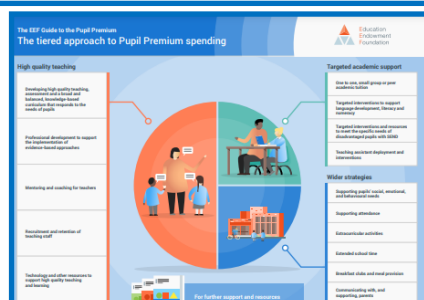 The EEF Guide to the Pupil Premium
The tiered approach to Pupil Premium spending
Education
Endowment
Foundation
High quality teaching
Developing high quality teaching,
assessment and a broad and
balanced, knowledge-based
curriculum that responds to the
needs of pupils
Professional development to support
the implementation of
evidence-based approaches
Mentoring and coaching for teachers
Recruitment and retention of
teaching staff
Technology and other resources to
support high quality teaching
and learning
Targeted academic support
One to one, small group or peer
academic tuition
Targeted interventions to support
language development, literacy and
numeracy
Targeted interventions and resources
to meet the specific needs of
disadvantaged pupils with SEND
Teaching assistant deployment and
interventions
Wider strategies
Supporting pupils' social, emotional,
and behavioural needs
Supporting attendance
Extracurricular activities
Extended school time
Breakfast clubs and meal provision
Communicating with, and
supporting, parents
For further support and resources